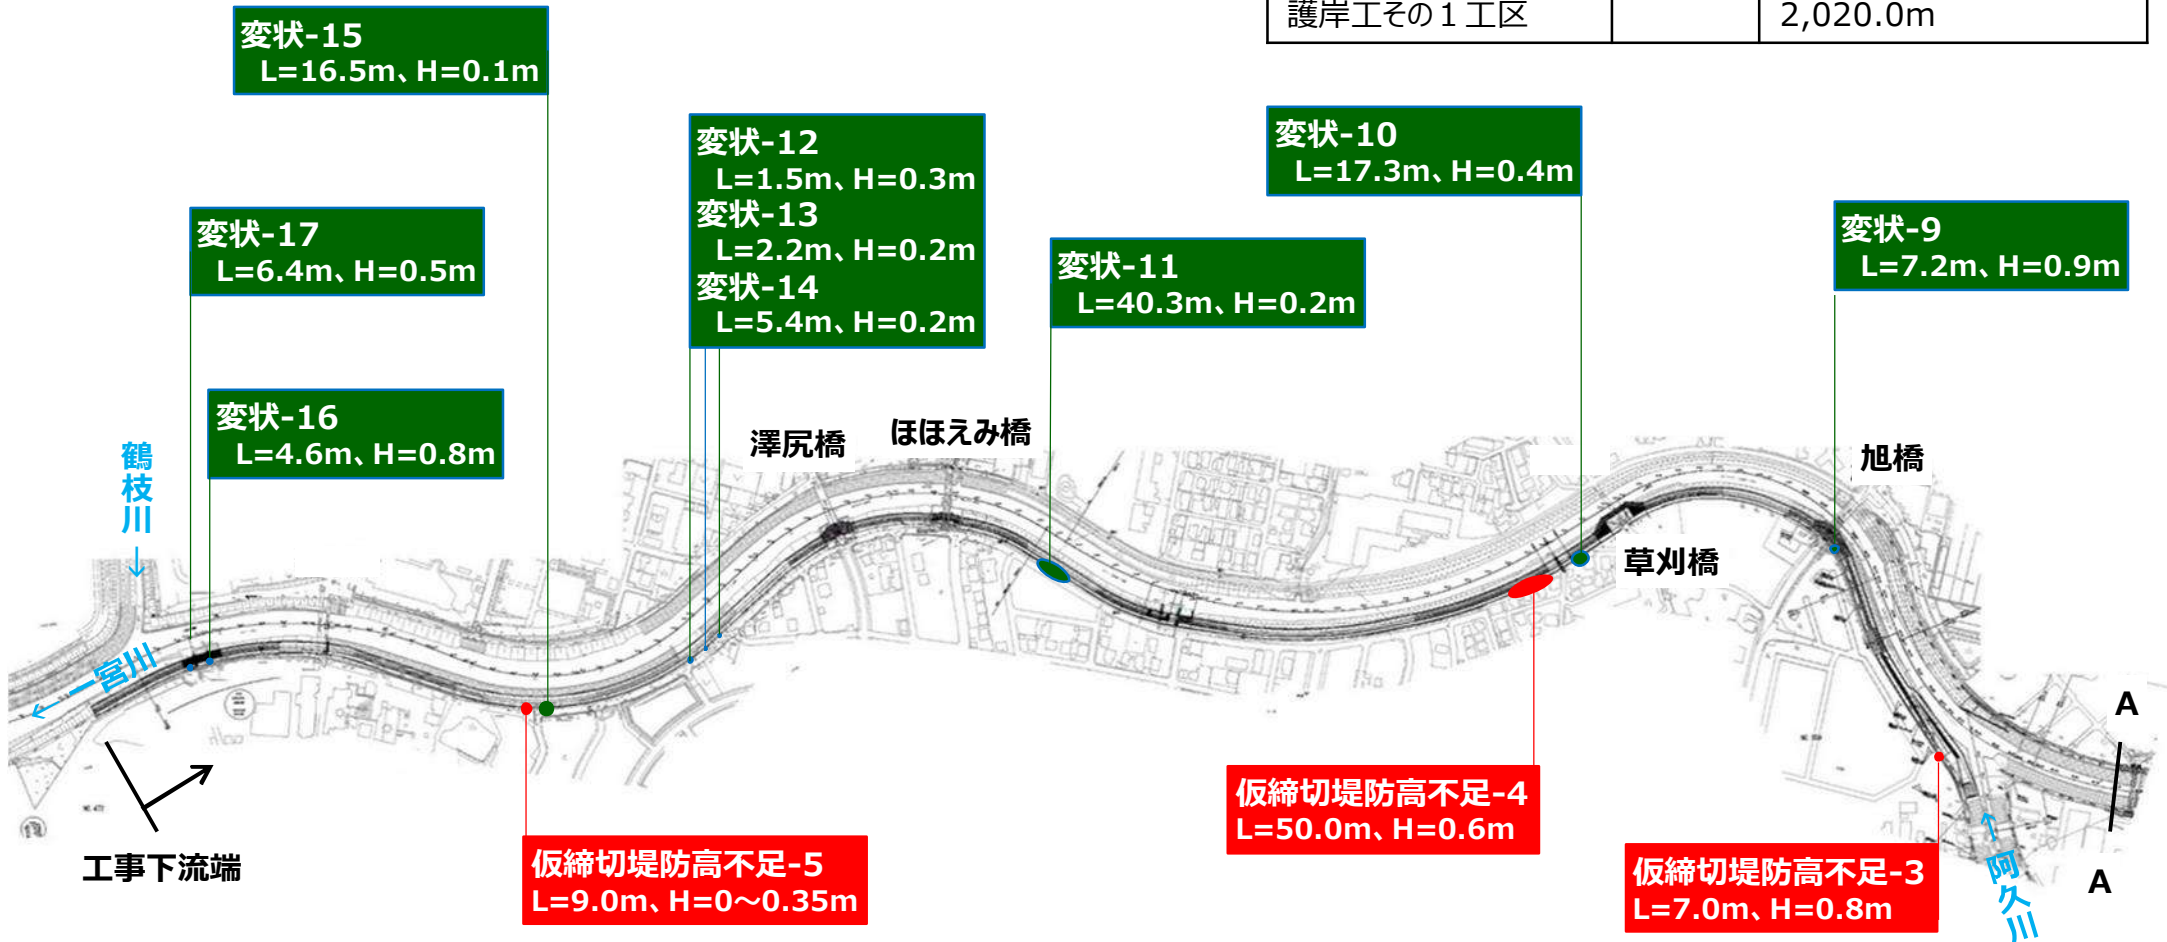 護岸工その１工区
2,020.0m
変状-15
L=16.5m、H=0.1m
変状-12
L=1.5m、H=0.3m
変状-13
L=2.2m、H=0.2m
変状-14
L=5.4m、H=0.2m
変状-10
L=17.3m、H=0.4m
変状-17
L=6.4m、H=0.5m
変状-11
L=40.3m、H=0.2m
変状-9
L=7.2m、H=0.9m
変状-16
L=4.6m、H=0.8m
澤尻橋
ほほえみ橋
旭橋
鶴枝川
↓
草刈橋
←一宮川
A
A
工事下流端
仮締切堤防高不足-5
L=9.0m、H=0～0.35m
仮締切堤防高不足-4
L=50.0m、H=0.6m
仮締切堤防高不足-3
L=7.0m、H=0.8m
←阿久川